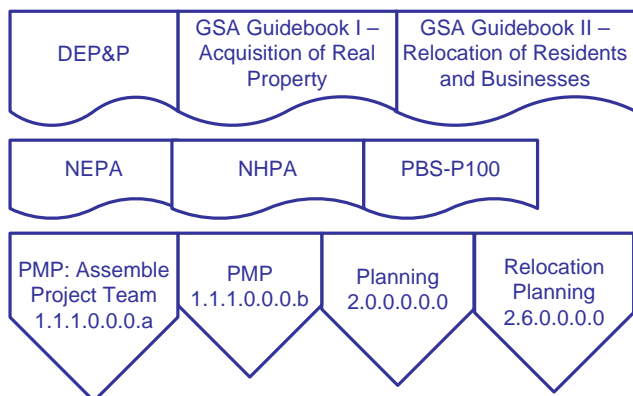 DEP&P
GSA Guidebook I –
Acquisition of Real
Property
GSA Guidebook II –
Relocation of Residents
and Businesses
NEPA
NHPA
PBS-P100
PMP: Assemble
Project Team
1.1.1.0.0.0.a
PMP
1.1.1.0.0.0.b
Planning
2.0.0.0.0.0
Relocation
Planning
2.6.0.0.0.0